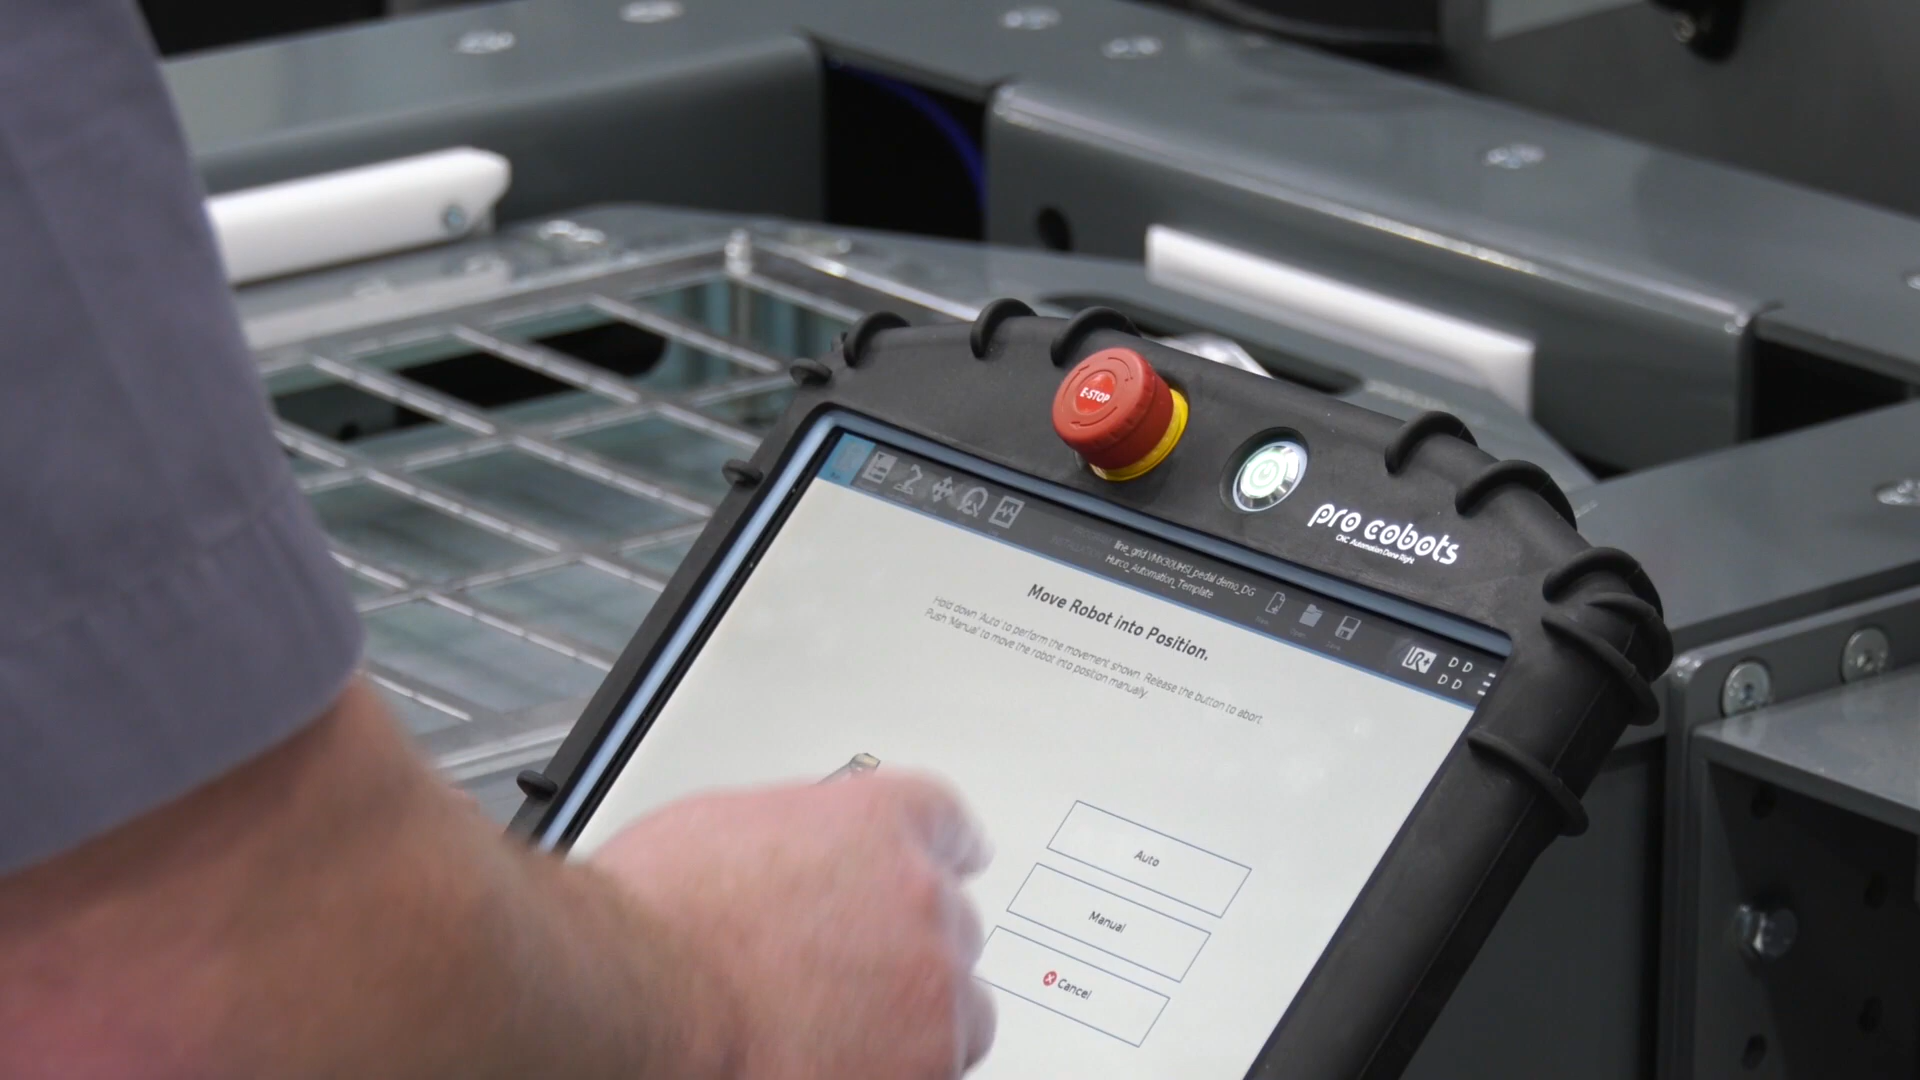 E-STOP
pro cobots
CNC Automation Done Right
line_grid VMX30UHSi_pedal demo_DG
Hurco_Automation_Template
UR+
D D
D D
Move Robot into Position.
Hold down 'Auto' to perform the movement shown. Release the button to abort.
Push 'Manual' to move the robot into position manually.
Auto
Manual
Cancel